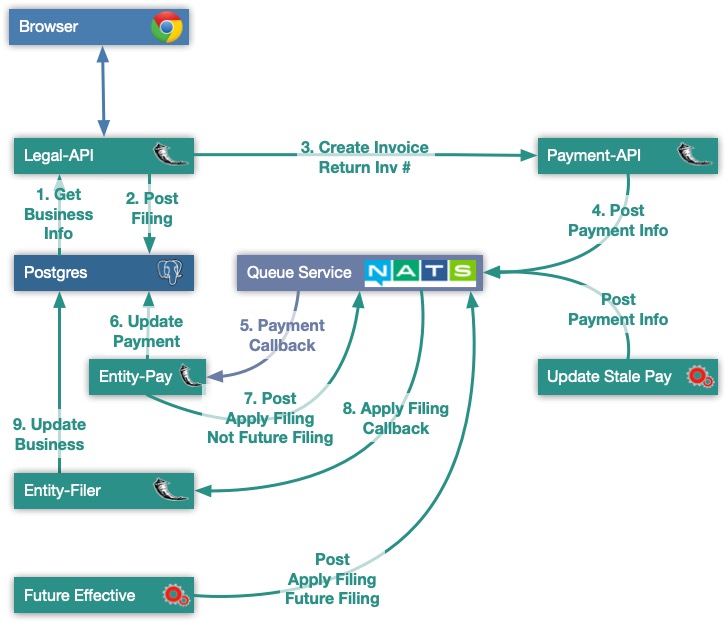 Browser
Legal-API
3. Create Invoice
Return Inv #
Payment-API
1. Get
Business
Info
2. Post
Filing
4. Post
Payment Info
Postgres
Queue Service
NATS
Post
Payment Info
6. Update
Payment
5. Payment
Callback
Entity-Pay
Update Stale Pay
7. Post
Apply Filing
Not Future Filing
8. Apply Filing
Callback
9. Update
Business
Entity-Filer
Post
Apply Filing
Future Filing
Future Effective